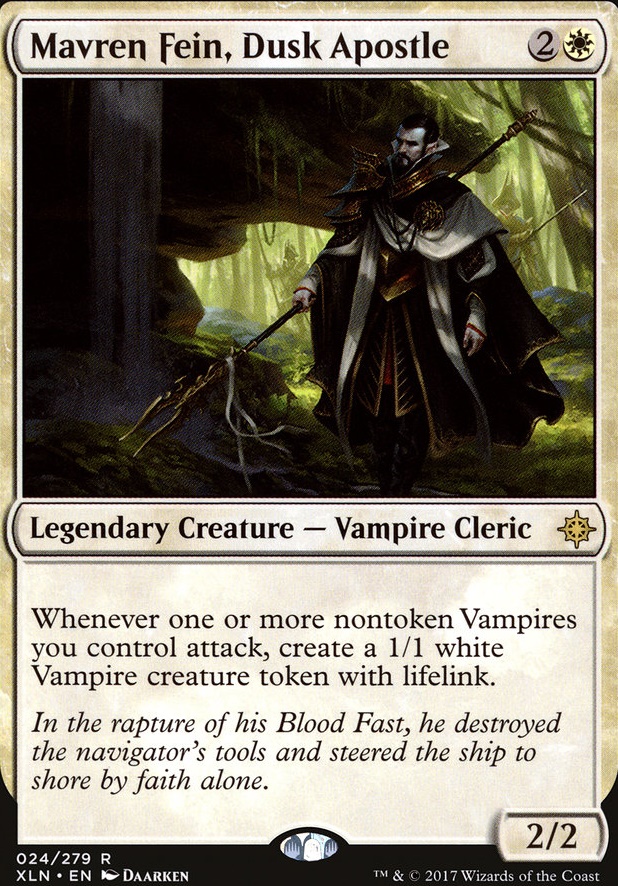 Mavren Fein, Dusk Apostle 2
Legendary Creature — Vampire Cleric
Whenever one or more nontoken Vampires
you control attack, create a 1/1 white
Vampire creature token with lifelink.
In the rapture of his Blood Fast, he destroyed
the navigator's tools and steered the ship to
shore by faith alone.
2/2
024/279 R
XLN • EN DAARKEN
™ & © 2017 Wizards of the Coast